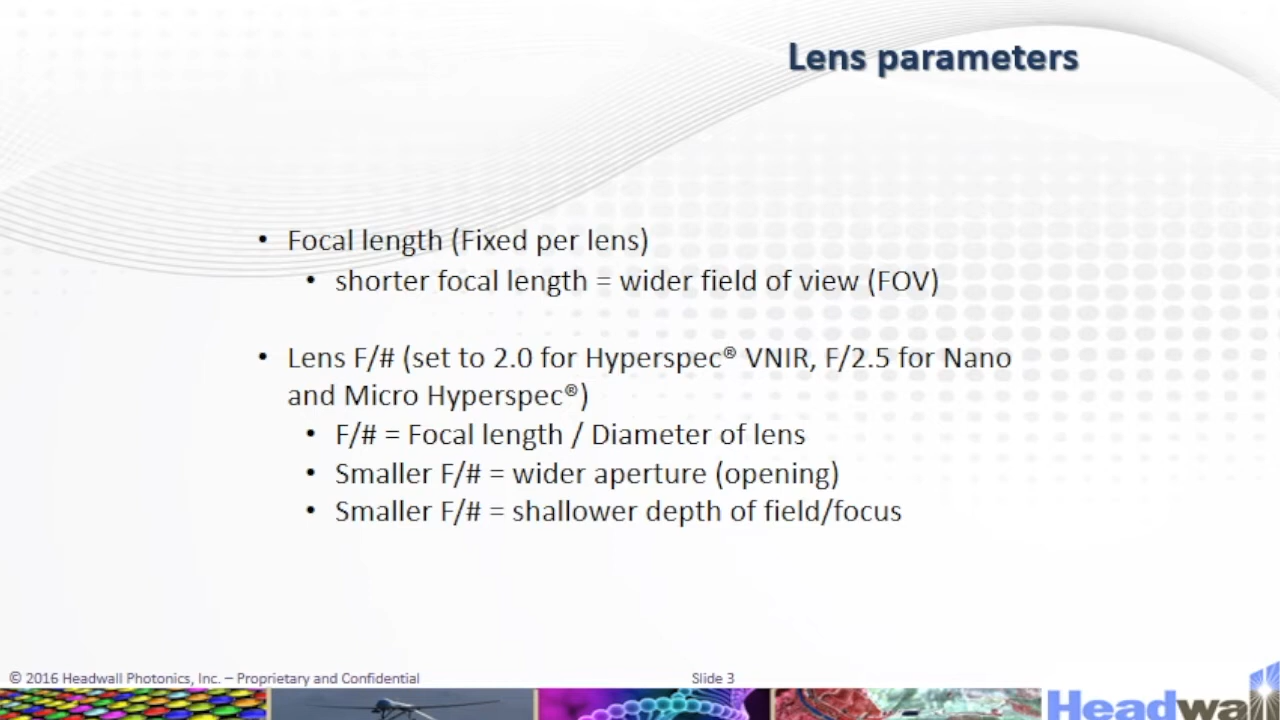 Lens parameters
• Focal length (Fixed per lens)
• shorter focal length = wider field of view (FOV)
• Lens F/# (set to 2.0 for Hyperspec® VNIR, F/2.5 for Nano
and Micro Hyperspec®)
• F/# = Focal length / Diameter of lens
• Smaller F/# = wider aperture (opening)
• Smaller F/# = shallower depth of field/focus
© 2016 Headwall Photonics, Inc. – Proprietary and Confidential
Slide 3
Headwall